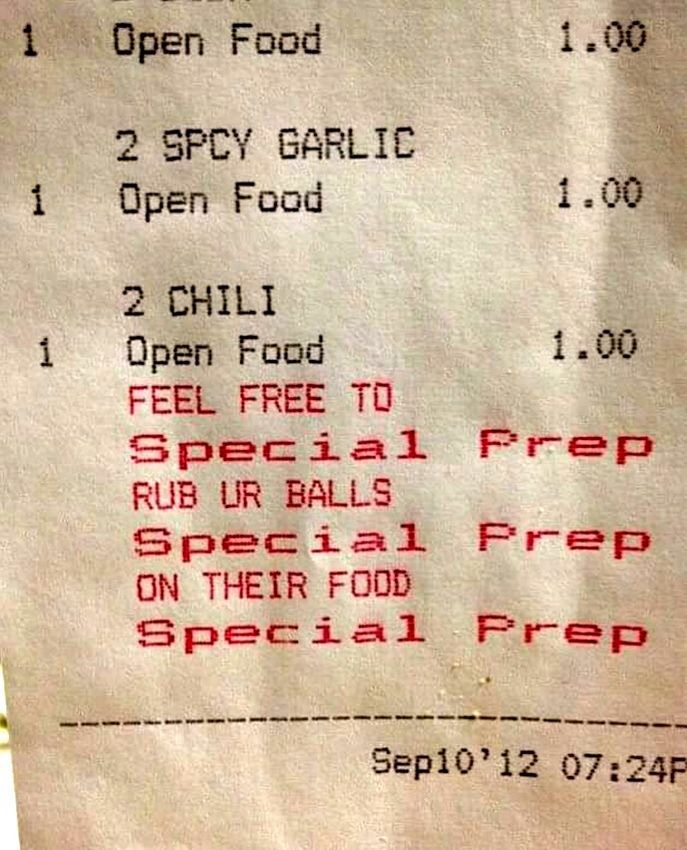 1 Open Food 1.00
2 SPCY GARLIC
1 Open Food 1.00
2 CHILI
1 Open Food 1.00
FEEL FREE TO
Special Prep
RUB UR BALLS
Special Prep
ON THEIR FOOD
Special Prep
Sep10'12 07:24P